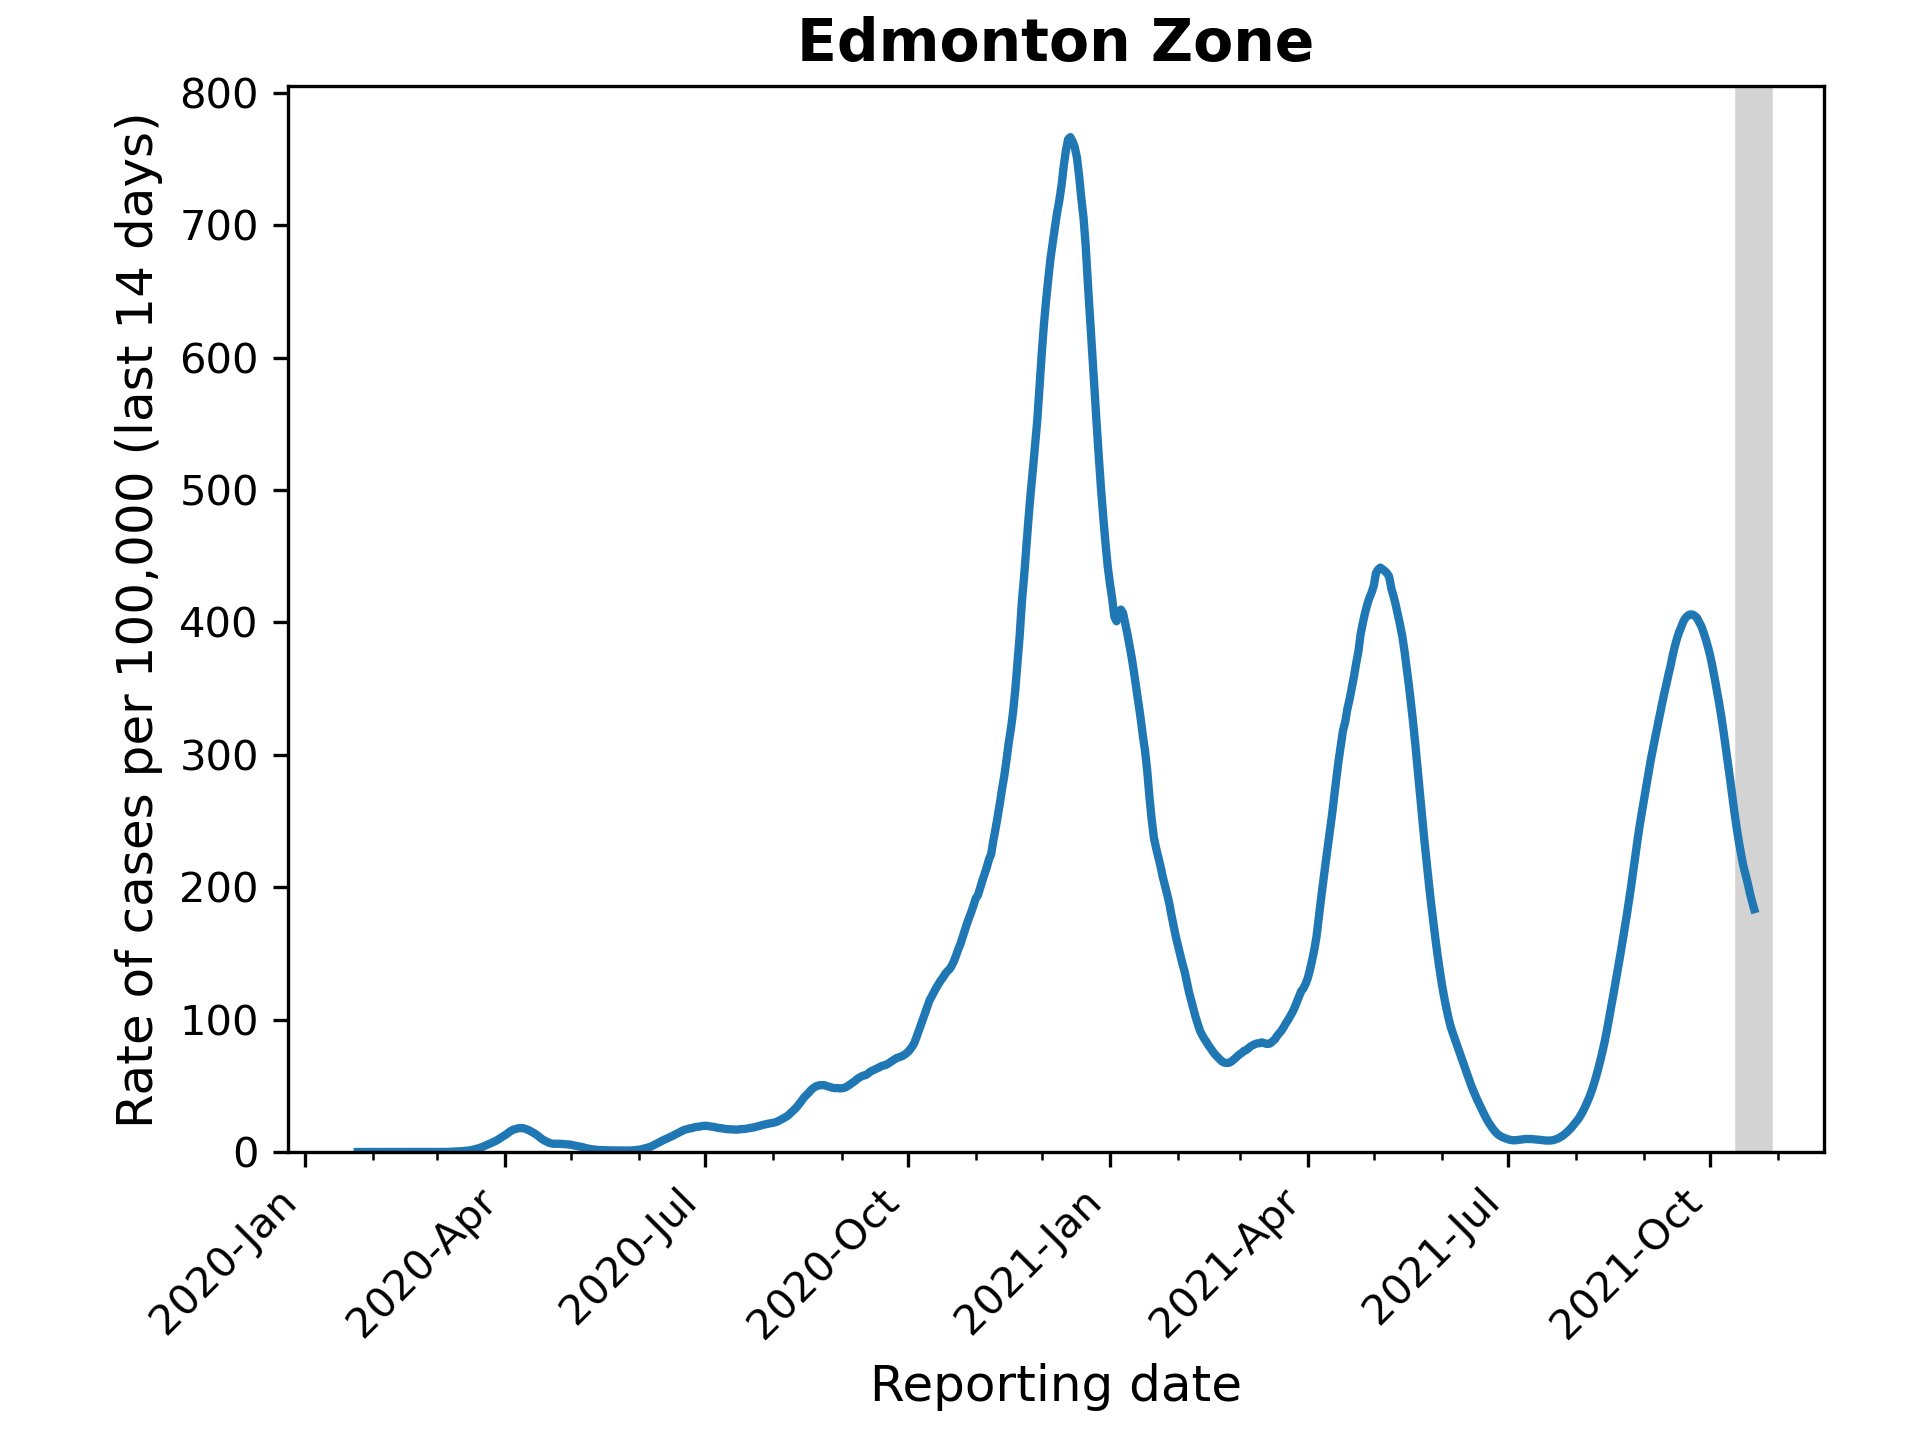 Edmonton Zone
Rate of cases per 100,000 (last 14 days)
800
700
600
500
400
300
200
100
0
2020-Jan
2020-Apr
2020-Jul
2020-Oct
2021-Jan
2021-Apr
2021-Jul
2021-Oct
Reporting date